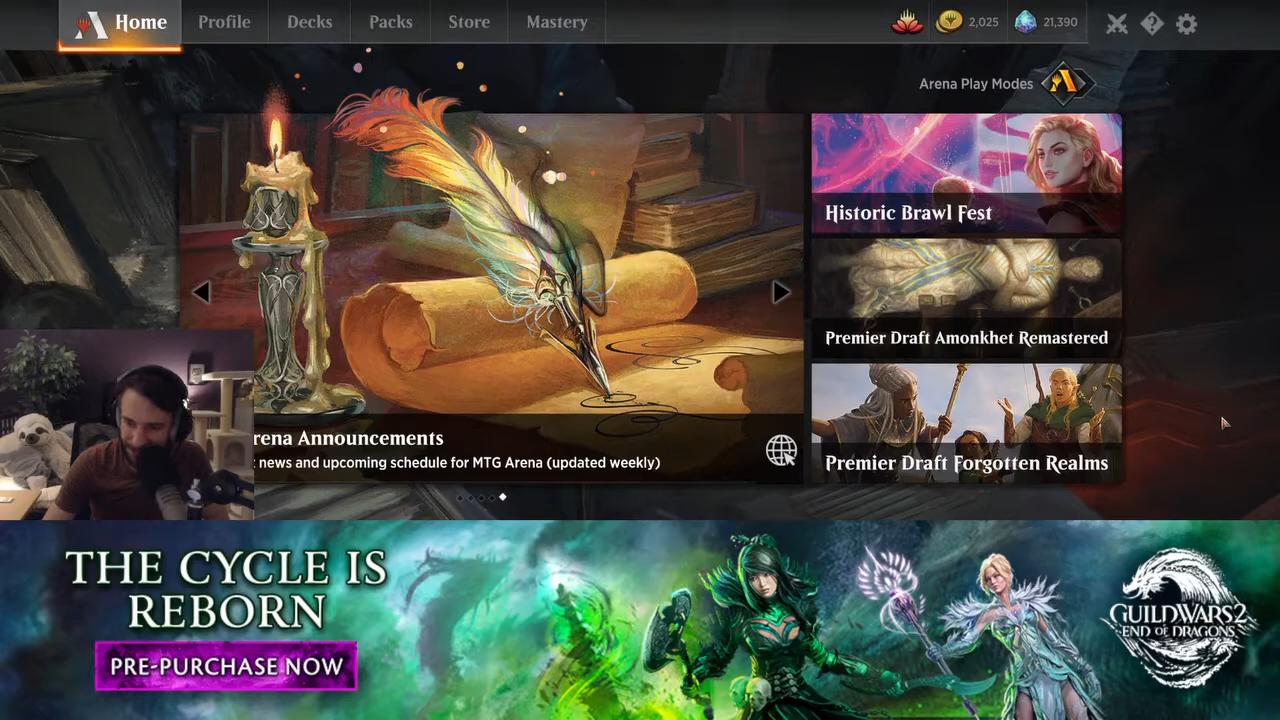 Home
Profile
Decks
Packs
Store
Mastery
2,025
21,390
Arena Play Modes
Historic Brawl Fest
Premier Draft Amonkhet Remastered
Premier Draft Forgotten Realms
rena Announcements
news and upcoming schedule for MTG Arena (updated weekly)
THE CYCLE IS
REBORN
PRE-PURCHASE NOW
GUILD WARS 2
END OF DRAGONS